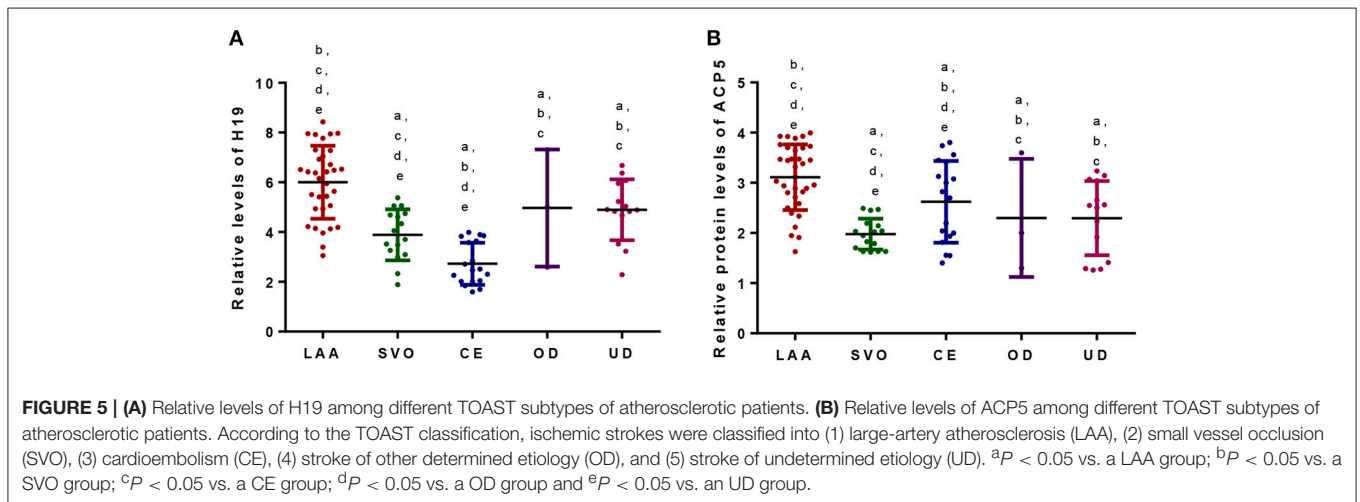 A
b,
c,
d,
e
a,
c,
d,
e
a,
b,
d,
e
a,
b,
c
a,
b,
c
Relative levels of H19
10
8
6
4
2
0
LAA SVO CE OD UD
B
b,
c,
d,
e
a,
c,
d,
e
a,
b,
d,
e
a,
b,
c
a,
b,
c
Relative protein levels of ACP5
5
4
3
2
1
0
LAA SVO CE OD UD
FIGURE 5 | (A) Relative levels of H19 among different TOAST subtypes of atherosclerotic patients. (B) Relative levels of ACP5 among different TOAST subtypes of
atherosclerotic patients. According to the TOAST classification, ischemic strokes were classified into (1) large-artery atherosclerosis (LAA), (2) small vessel occlusion
(SVO), (3) cardioembolism (CE), (4) stroke of other determined etiology (OD), and (5) stroke of undetermined etiology (UD). ᵃP < 0.05 vs. a LAA group; ᵇP < 0.05 vs. a
SVO group; ᶜP < 0.05 vs. a CE group; ᵈP < 0.05 vs. a OD group and ᵉP < 0.05 vs. an UD group.